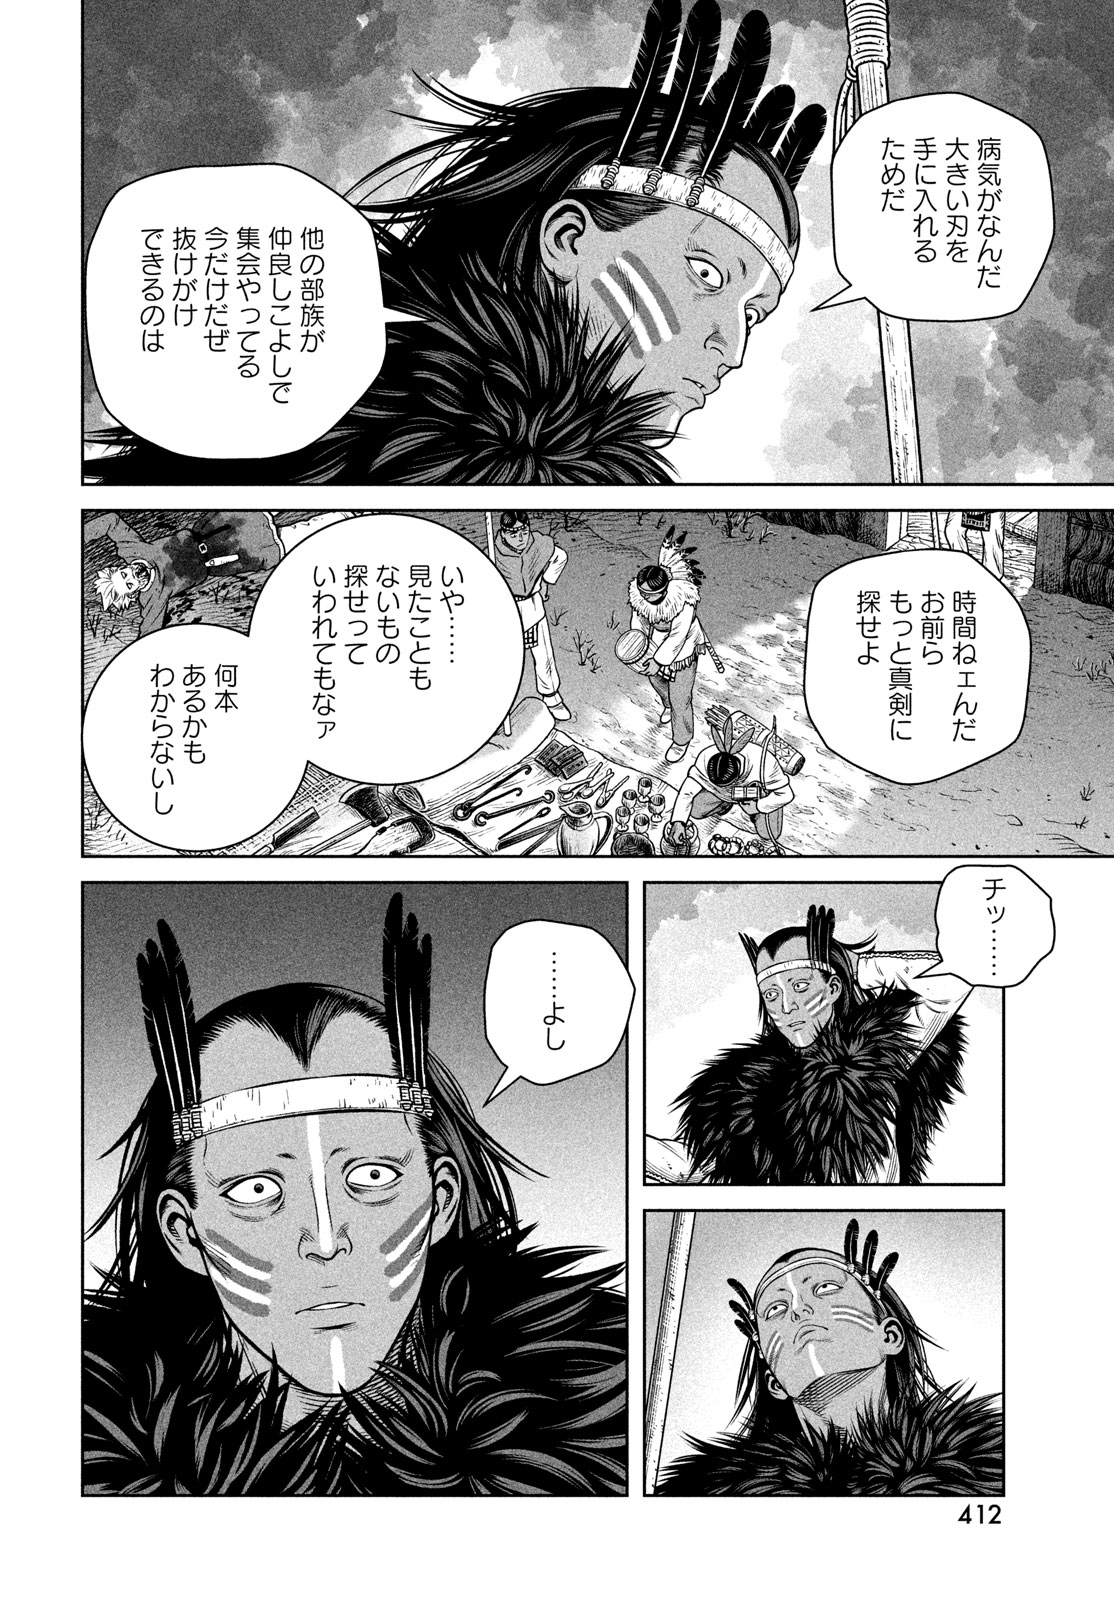 病気がなんだ
大きい刃を
手に入れる
ためだ
他の部族が
仲良しこよしで
集会やってる
今だけだぜ
抜けがけ
できるのは
時間ねェんだ
お前ら
もっと真剣に
探せよ
いや……
見たことも
ないもの
探せって
いわれてもなァ
何本
あるかも
わからないし
チッ……
……よし
412